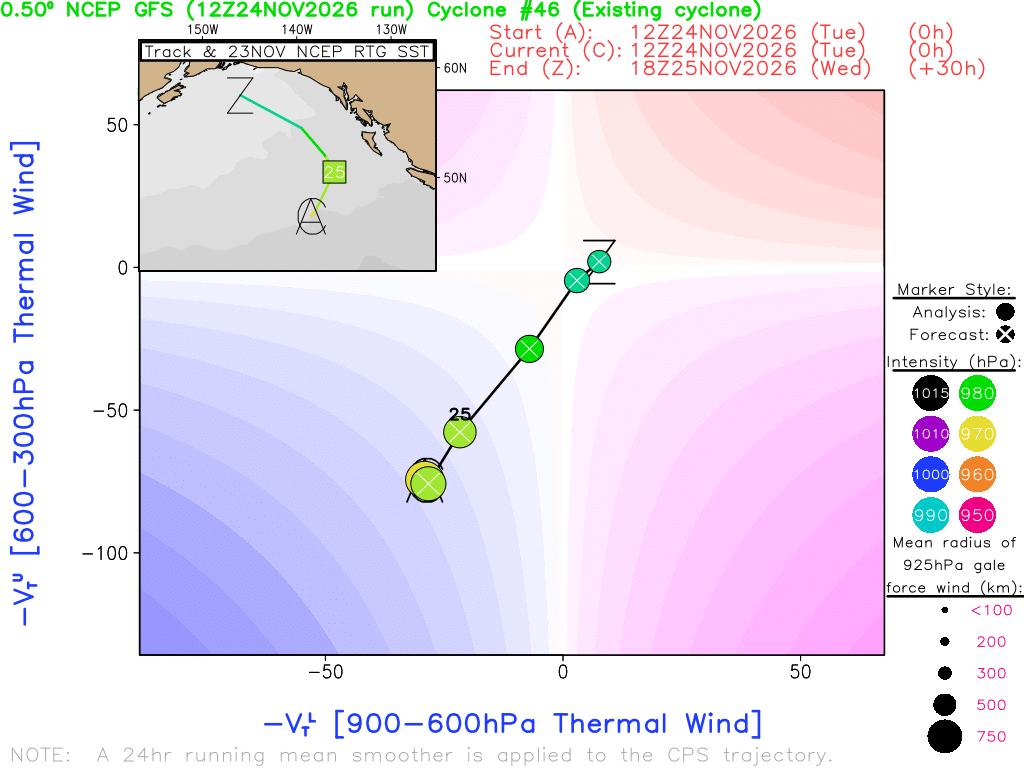 0.50° NCEP GFS (12Z24NOV2026 run) Cyclone #46 (Existing cyclone)
Start (A): 12Z24NOV2026 (Tue) (0h)
Current (C): 12Z24NOV2026 (Tue) (0h)
End (Z): 18Z25NOV2026 (Wed) (+30h)
150W 140W 130W
Track & 23NOV NCEP RTG SST
60N
50N
Z
25
C
A
50
0
−50
−100
−V_T^U [600−300hPa Thermal Wind]
Z
25
C
A
−50 0 50
−V_T^L [900−600hPa Thermal Wind]
Marker Style:
Analysis:
Forecast:
Intensity (hPa):
1015 980
1010 970
1000 960
990 950
Mean radius of
925hPa gale
force wind (km):
<100
200
300
500
750
NOTE: A 24hr running mean smoother is applied to the CPS trajectory.